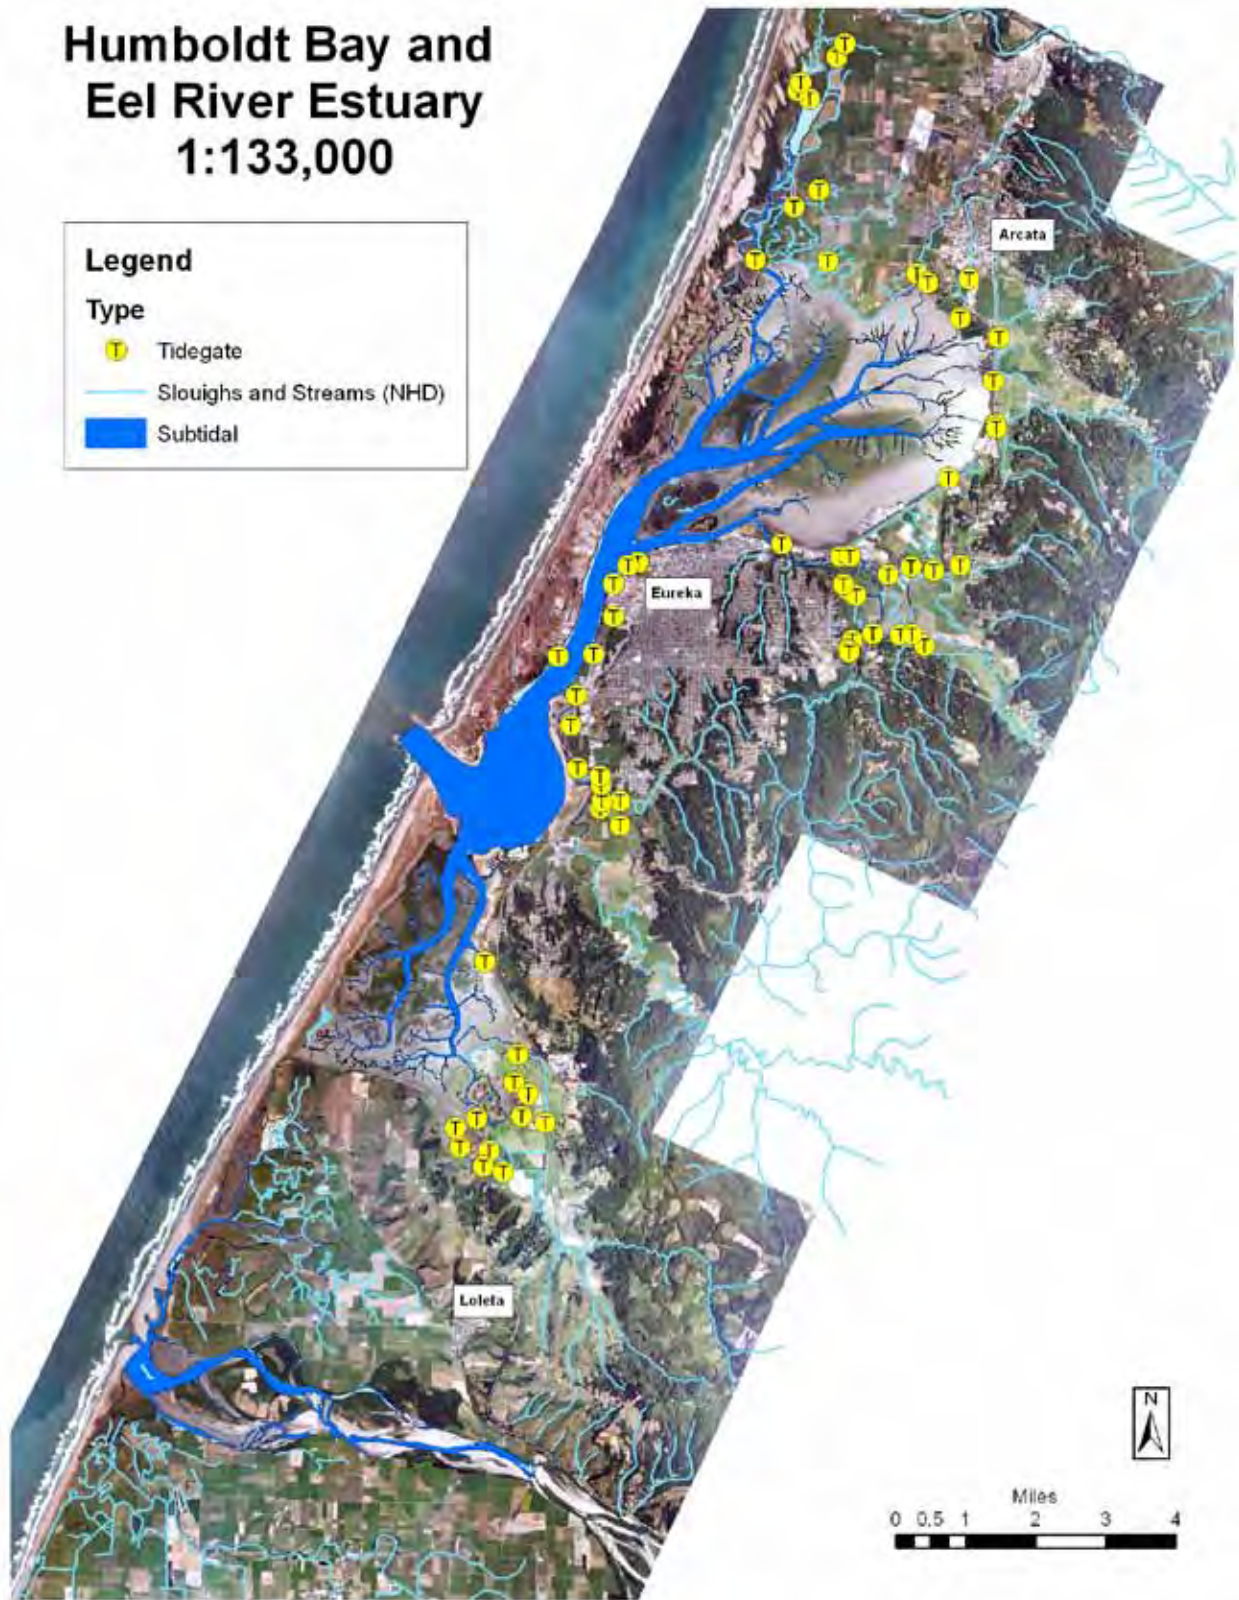 Humboldt Bay and
Eel River Estuary
1:133,000
Legend
Type
T Tidegate
Slouighs and Streams (NHD)
Subtidal
Arcata
Eureka
Loleta
N
Miles
0 0.5 1 2 3 4